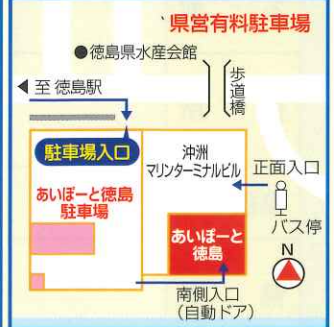 県営有料駐車場
●徳島県水産会館
◀至 徳島駅
歩道橋
駐車場入口
沖洲
マリンターミナルビル
正面入口
あいぽーと徳島
駐車場
バス停
あいぽーと
徳島
N
南側入口
(自動ドア)